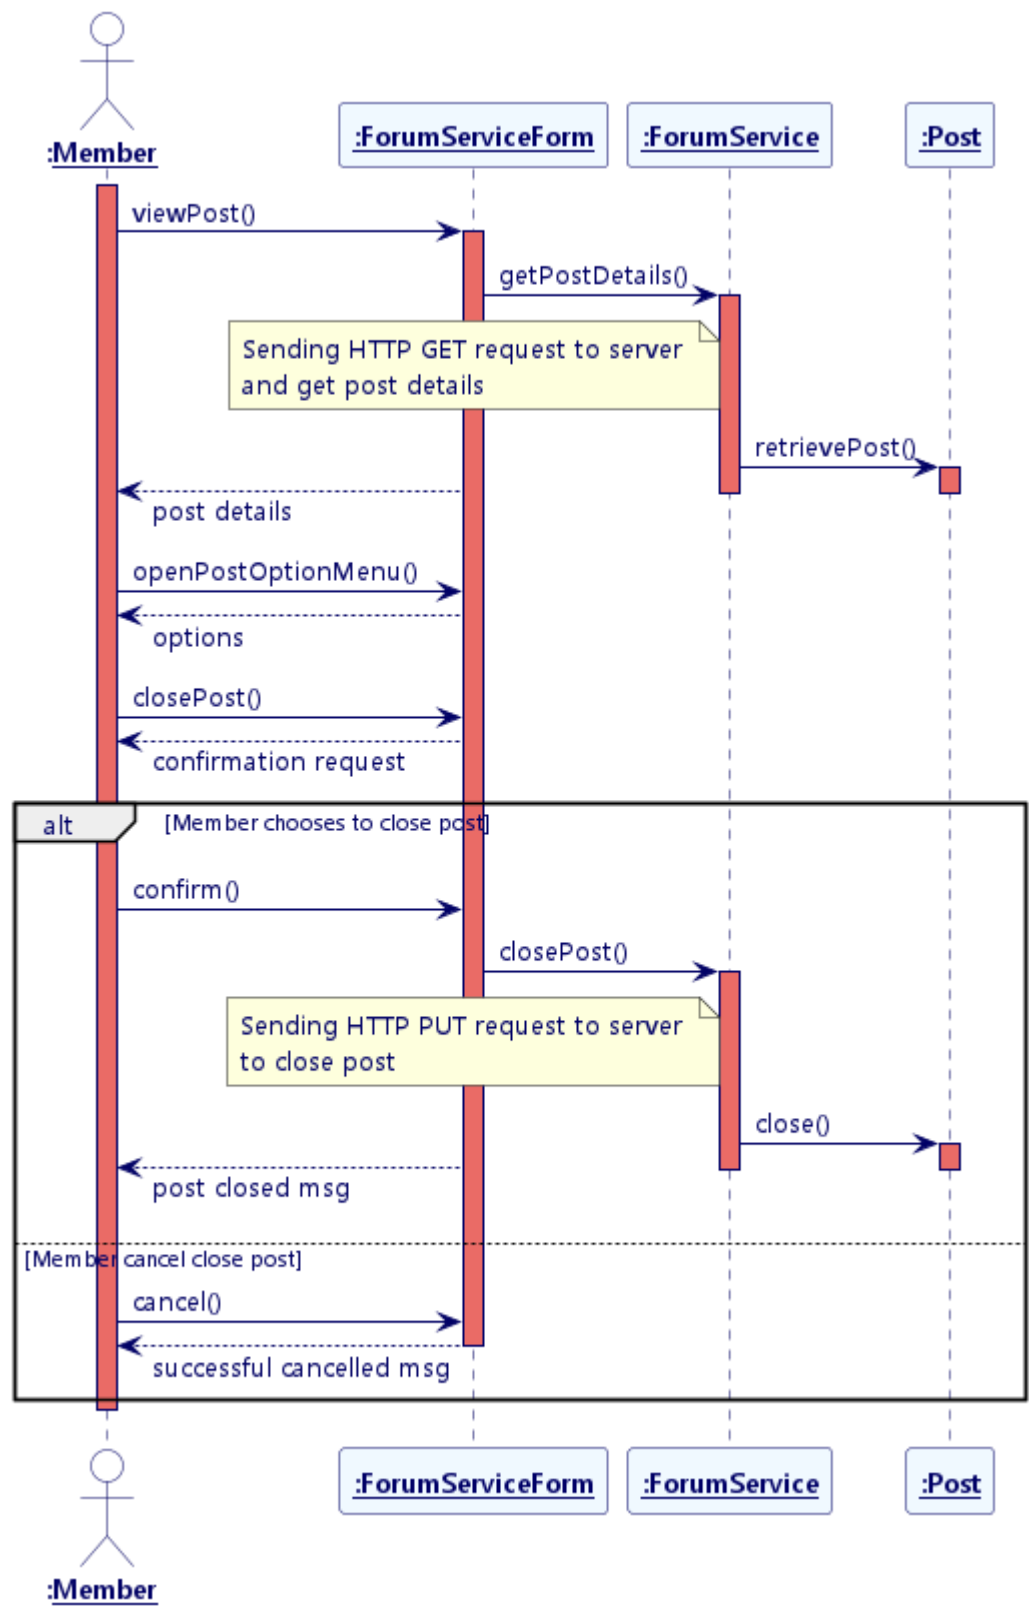 :Member
:ForumServiceForm
:ForumService
:Post
viewPost()
getPostDetails()
Sending HTTP GET request to server
and get post details
retrievePost()
post details
openPostOptionMenu()
options
closePost()
confirmation request
alt
[Member chooses to close post]
confirm()
closePost()
Sending HTTP PUT request to server
to close post
close()
post closed msg
[Member cancel close post]
cancel()
successful cancelled msg
:ForumServiceForm
:ForumService
:Post
:Member